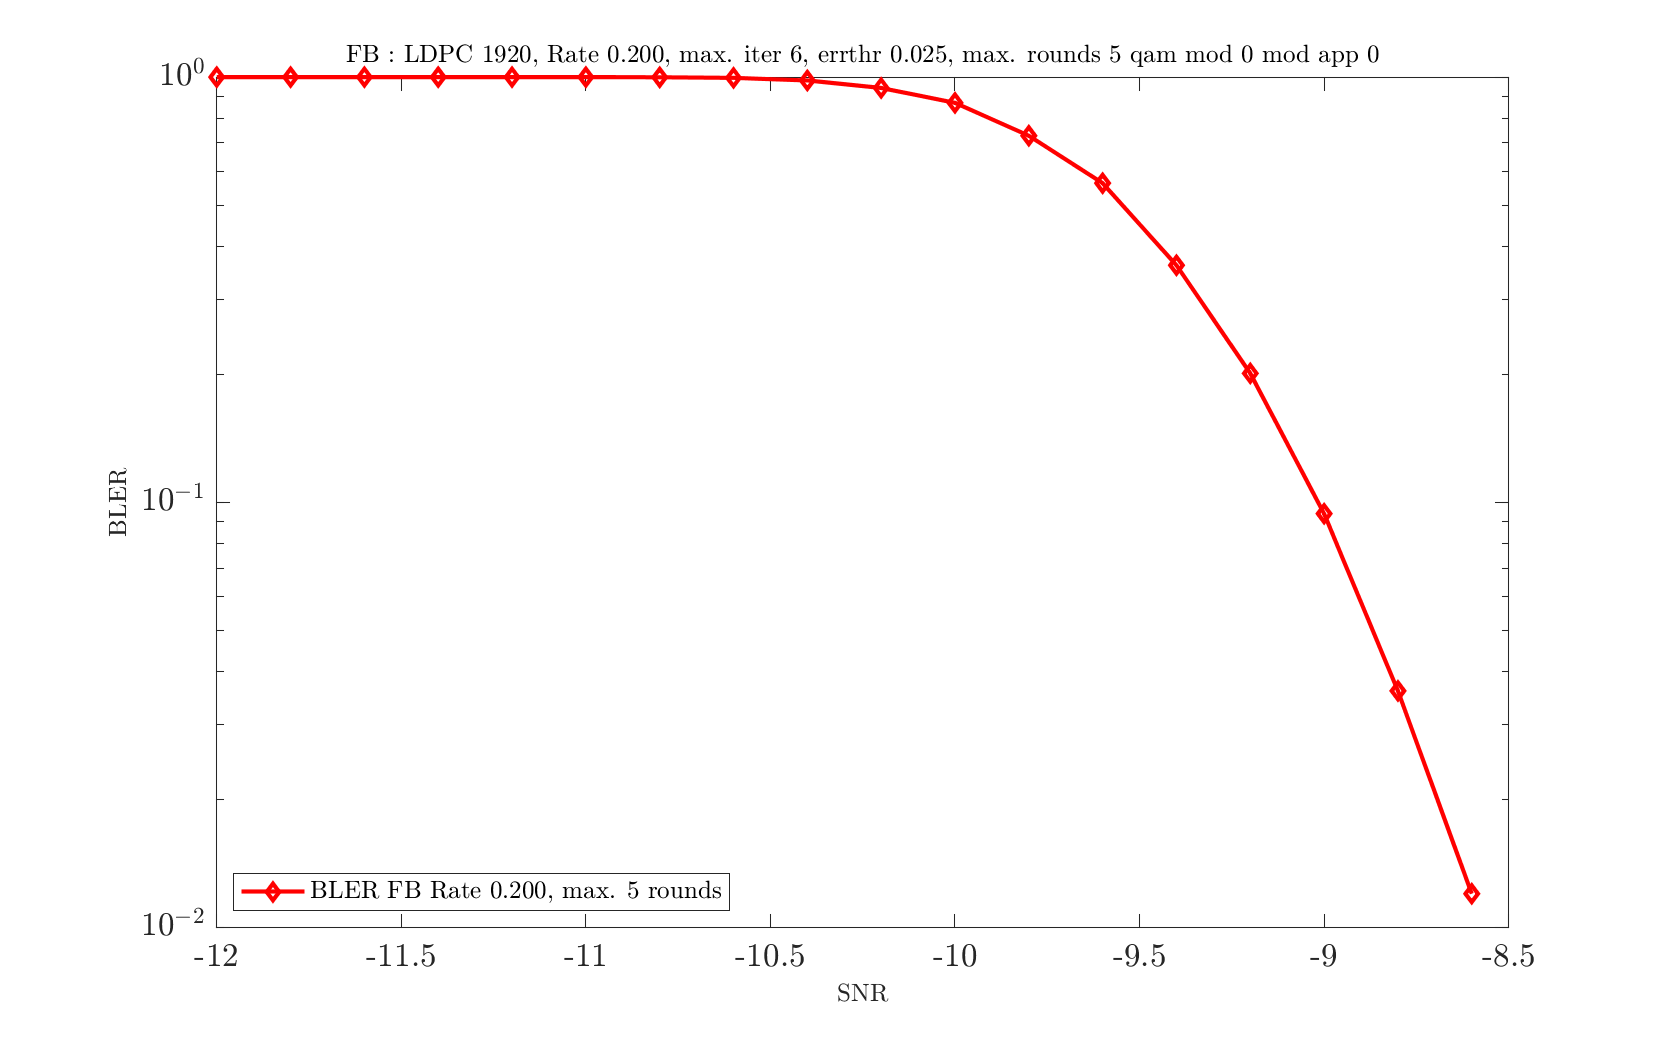 FB : LDPC 1920, Rate 0.200, max. iter 6, errthr 0.025, max. rounds 5 qam mod 0 mod app 0
10^0
10^{-1}
10^{-2}
BLER
BLER FB Rate 0.200, max. 5 rounds
-12 -11.5 -11 -10.5 -10 -9.5 -9 -8.5
SNR